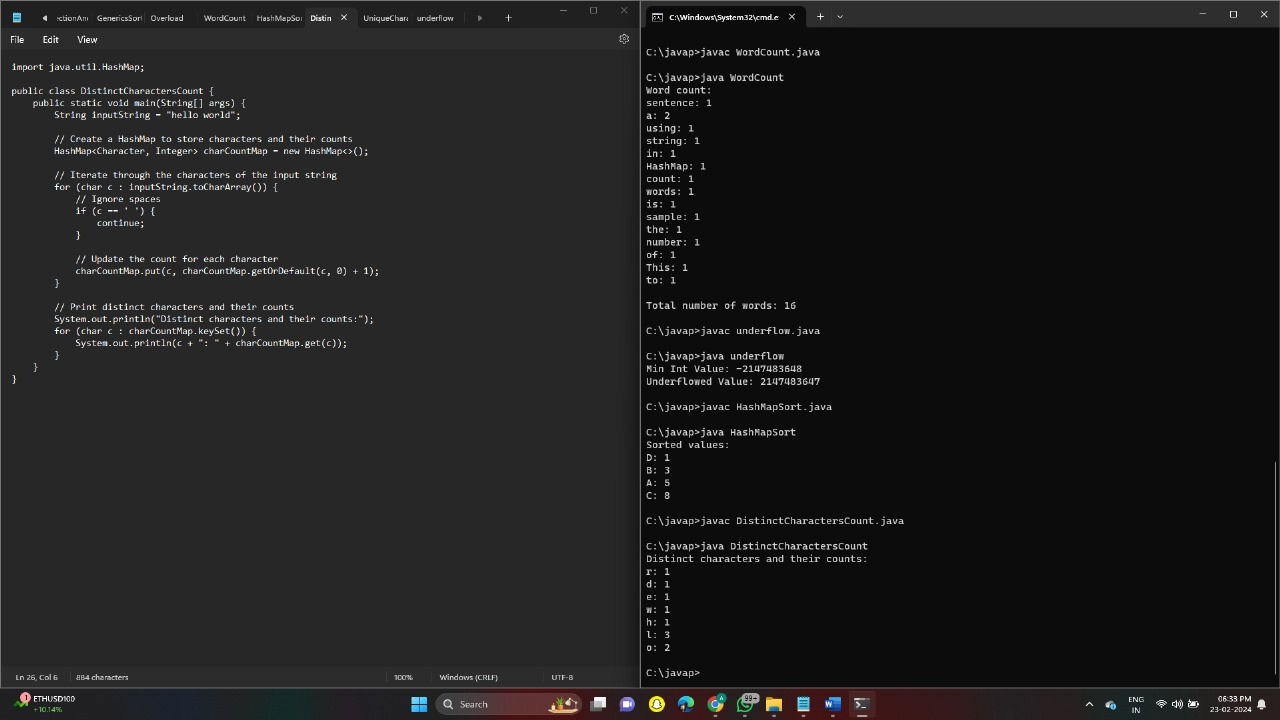 ectionAn
GenericsSor
Overload
WordCount
HashMapSo
Distin
UniqueChar
underflow
File
Edit
View
import java.util.HashMap;
public class DistinctCharactersCount {
public static void main(String[] args) {
String inputString = "hello world";
// Create a HashMap to store characters and their counts
HashMap<Character, Integer> charCountMap = new HashMap<>();
// Iterate through the characters of the input string
for (char c : inputString.toCharArray()) {
// Ignore spaces
if (c == ' ') {
continue;
}
// Update the count for each character
charCountMap.put(c, charCountMap.getOrDefault(c, 0) + 1);
}
// Print distinct characters and their counts
System.out.println("Distinct characters and their counts:");
for (char c : charCountMap.keySet()) {
System.out.println(c + ": " + charCountMap.get(c));
}
}
}
Ln 26, Col 6
884 characters
100%
Windows (CRLF)
UTF-8
C:\Windows\System32\cmd.e
C:\javap>javac WordCount.java
C:\javap>java WordCount
Word count:
sentence: 1
a: 2
using: 1
string: 1
in: 1
HashMap: 1
count: 1
words: 1
is: 1
sample: 1
the: 1
number: 1
of: 1
This: 1
to: 1
Total number of words: 16
C:\javap>javac underflow.java
C:\javap>java underflow
Min Int Value: -2147483648
Underflowed Value: 2147483647
C:\javap>javac HashMapSort.java
C:\javap>java HashMapSort
Sorted values:
D: 1
B: 3
A: 5
C: 8
C:\javap>javac DistinctCharactersCount.java
C:\javap>java DistinctCharactersCount
Distinct characters and their counts:
r: 1
d: 1
e: 1
w: 1
h: 1
l: 3
o: 2
C:\javap>
1
ETHUSD100
+10.14%
Search
A
99+
ENG
IN
06:33 PM
23-02-2024